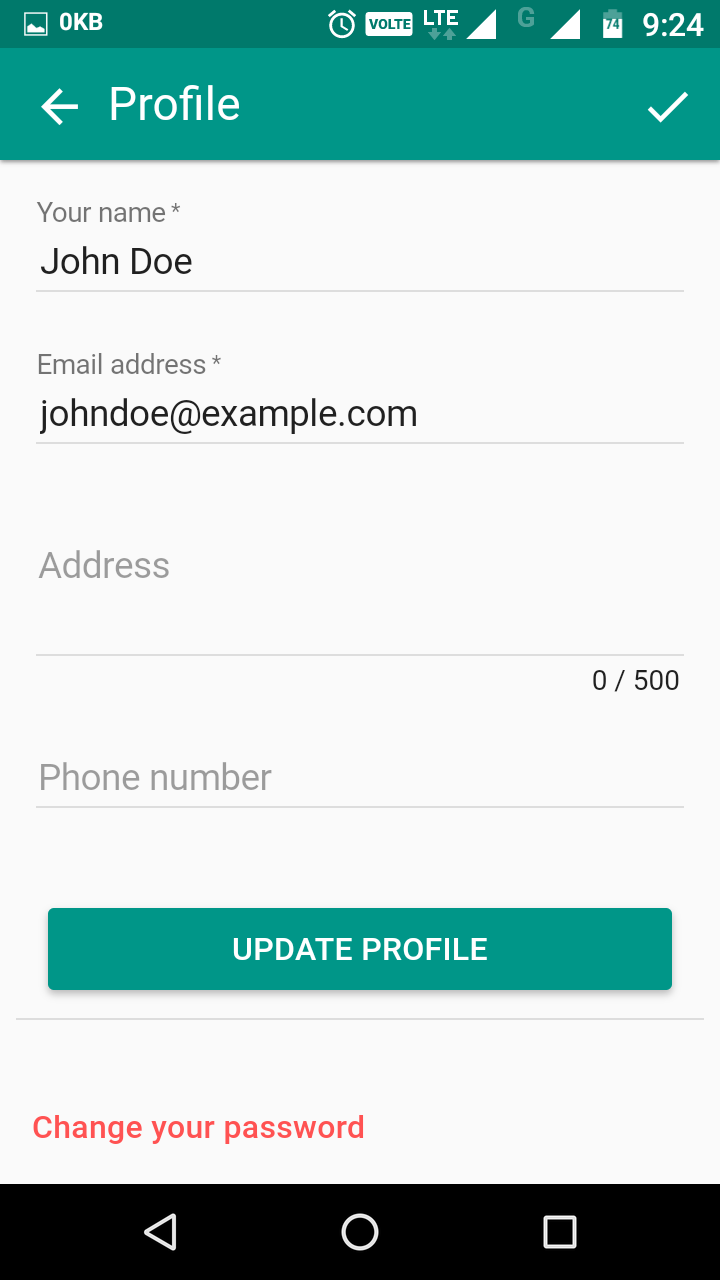 0KB VOLTE LTE G 74 9:24
Profile
Your name *
John Doe
Email address *
johndoe@example.com
Address
0 / 500
Phone number
UPDATE PROFILE
Change your password